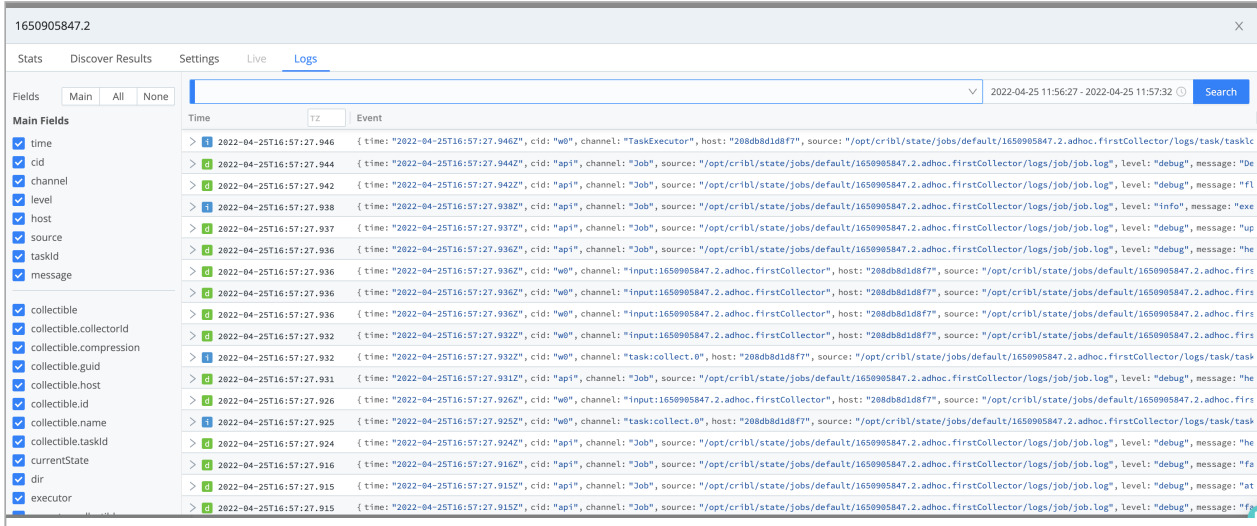 1650905847.2
Stats Discover Results Settings Live Logs
Fields Main All None
2022-04-25 11:56:27 - 2022-04-25 11:57:32 Search
Main Fields
time
cid
channel
level
host
source
taskId
message
collectible
collectible.collectorId
collectible.compression
collectible.guid
collectible.host
collectible.id
collectible.name
collectible.taskId
currentState
dir
executor
Time TZ Event
i 2022-04-25T16:57:27.946 {time: "2022-04-25T16:57:27.946Z", cid: "w0", channel: "TaskExecutor", host: "208db8d1d8f7", source: "/opt/cribl/state/jobs/default/1650905847.2.adhoc.firstCollector/logs/task/tasklo
d 2022-04-25T16:57:27.944 {time: "2022-04-25T16:57:27.944Z", cid: "api", channel: "Job", source: "/opt/cribl/state/jobs/default/1650905847.2.adhoc.firstCollector/logs/job/job.log", level: "debug", message: "De
d 2022-04-25T16:57:27.942 {time: "2022-04-25T16:57:27.942Z", cid: "api", channel: "Job", source: "/opt/cribl/state/jobs/default/1650905847.2.adhoc.firstCollector/logs/job/job.log", level: "debug", message: "fl
i 2022-04-25T16:57:27.938 {time: "2022-04-25T16:57:27.938Z", cid: "api", channel: "Job", source: "/opt/cribl/state/jobs/default/1650905847.2.adhoc.firstCollector/logs/job/job.log", level: "info", message: "exe
d 2022-04-25T16:57:27.937 {time: "2022-04-25T16:57:27.937Z", cid: "api", channel: "Job", source: "/opt/cribl/state/jobs/default/1650905847.2.adhoc.firstCollector/logs/job/job.log", level: "debug", message: "up
d 2022-04-25T16:57:27.936 {time: "2022-04-25T16:57:27.936Z", cid: "api", channel: "Job", source: "/opt/cribl/state/jobs/default/1650905847.2.adhoc.firstCollector/logs/job/job.log", level: "debug", message: "he
d 2022-04-25T16:57:27.936 {time: "2022-04-25T16:57:27.936Z", cid: "w0", channel: "input:1650905847.2.adhoc.firstCollector", host: "208db8d1d8f7", source: "/opt/cribl/state/jobs/default/1650905847.2.adhoc.firs
d 2022-04-25T16:57:27.936 {time: "2022-04-25T16:57:27.936Z", cid: "w0", channel: "input:1650905847.2.adhoc.firstCollector", host: "208db8d1d8f7", source: "/opt/cribl/state/jobs/default/1650905847.2.adhoc.firs
d 2022-04-25T16:57:27.936 {time: "2022-04-25T16:57:27.936Z", cid: "w0", channel: "input:1650905847.2.adhoc.firstCollector", host: "208db8d1d8f7", source: "/opt/cribl/state/jobs/default/1650905847.2.adhoc.firs
d 2022-04-25T16:57:27.932 {time: "2022-04-25T16:57:27.932Z", cid: "w0", channel: "input:1650905847.2.adhoc.firstCollector", host: "208db8d1d8f7", source: "/opt/cribl/state/jobs/default/1650905847.2.adhoc.firs
i 2022-04-25T16:57:27.932 {time: "2022-04-25T16:57:27.932Z", cid: "w0", channel: "task:collect.0", host: "208db8d1d8f7", source: "/opt/cribl/state/jobs/default/1650905847.2.adhoc.firstCollector/logs/task/task
d 2022-04-25T16:57:27.931 {time: "2022-04-25T16:57:27.931Z", cid: "api", channel: "Job", source: "/opt/cribl/state/jobs/default/1650905847.2.adhoc.firstCollector/logs/job/job.log", level: "debug", message: "he
d 2022-04-25T16:57:27.926 {time: "2022-04-25T16:57:27.926Z", cid: "w0", channel: "input:1650905847.2.adhoc.firstCollector", host: "208db8d1d8f7", source: "/opt/cribl/state/jobs/default/1650905847.2.adhoc.firs
i 2022-04-25T16:57:27.925 {time: "2022-04-25T16:57:27.925Z", cid: "w0", channel: "task:collect.0", host: "208db8d1d8f7", source: "/opt/cribl/state/jobs/default/1650905847.2.adhoc.firstCollector/logs/task/task
d 2022-04-25T16:57:27.924 {time: "2022-04-25T16:57:27.924Z", cid: "api", channel: "Job", source: "/opt/cribl/state/jobs/default/1650905847.2.adhoc.firstCollector/logs/job/job.log", level: "debug", message: "he
d 2022-04-25T16:57:27.916 {time: "2022-04-25T16:57:27.916Z", cid: "api", channel: "Job", source: "/opt/cribl/state/jobs/default/1650905847.2.adhoc.firstCollector/logs/job/job.log", level: "debug", message: "fa
d 2022-04-25T16:57:27.915 {time: "2022-04-25T16:57:27.915Z", cid: "api", channel: "Job", source: "/opt/cribl/state/jobs/default/1650905847.2.adhoc.firstCollector/logs/job/job.log", level: "debug", message: "at
d 2022-04-25T16:57:27.915 {time: "2022-04-25T16:57:27.915Z", cid: "api", channel: "Job", source: "/opt/cribl/state/jobs/default/1650905847.2.adhoc.firstCollector/logs/job/job.log", level: "debug", message: